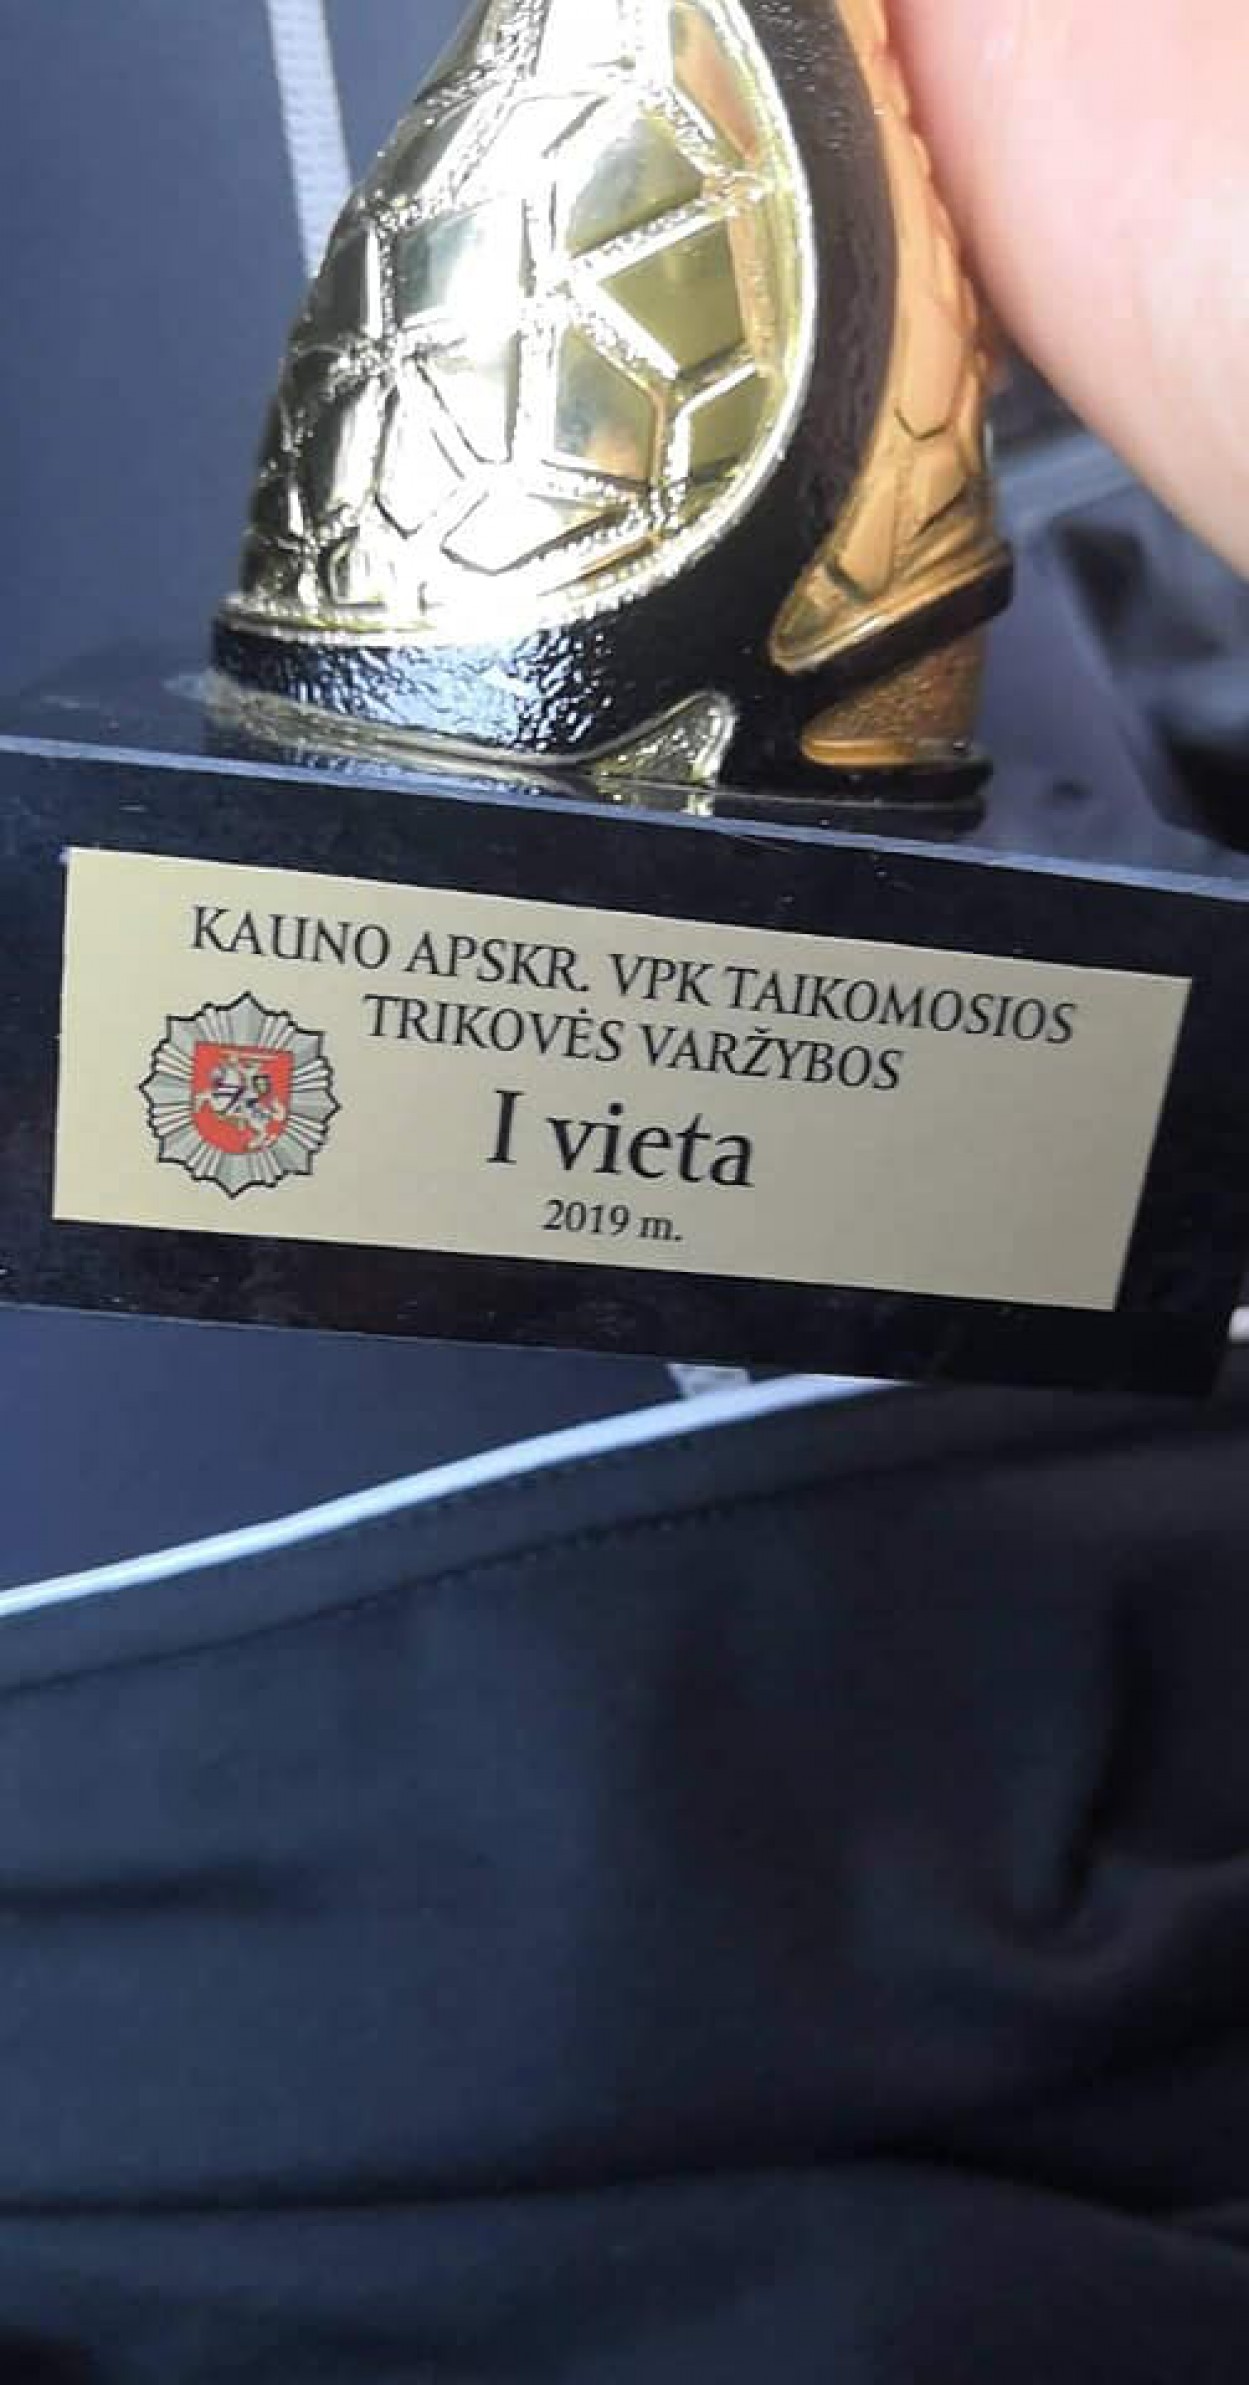 KAUNO APSKR. VPK TAIKOMOSIOS
TRIKOVĖS VARŽYBOS
I vieta
2019 m.